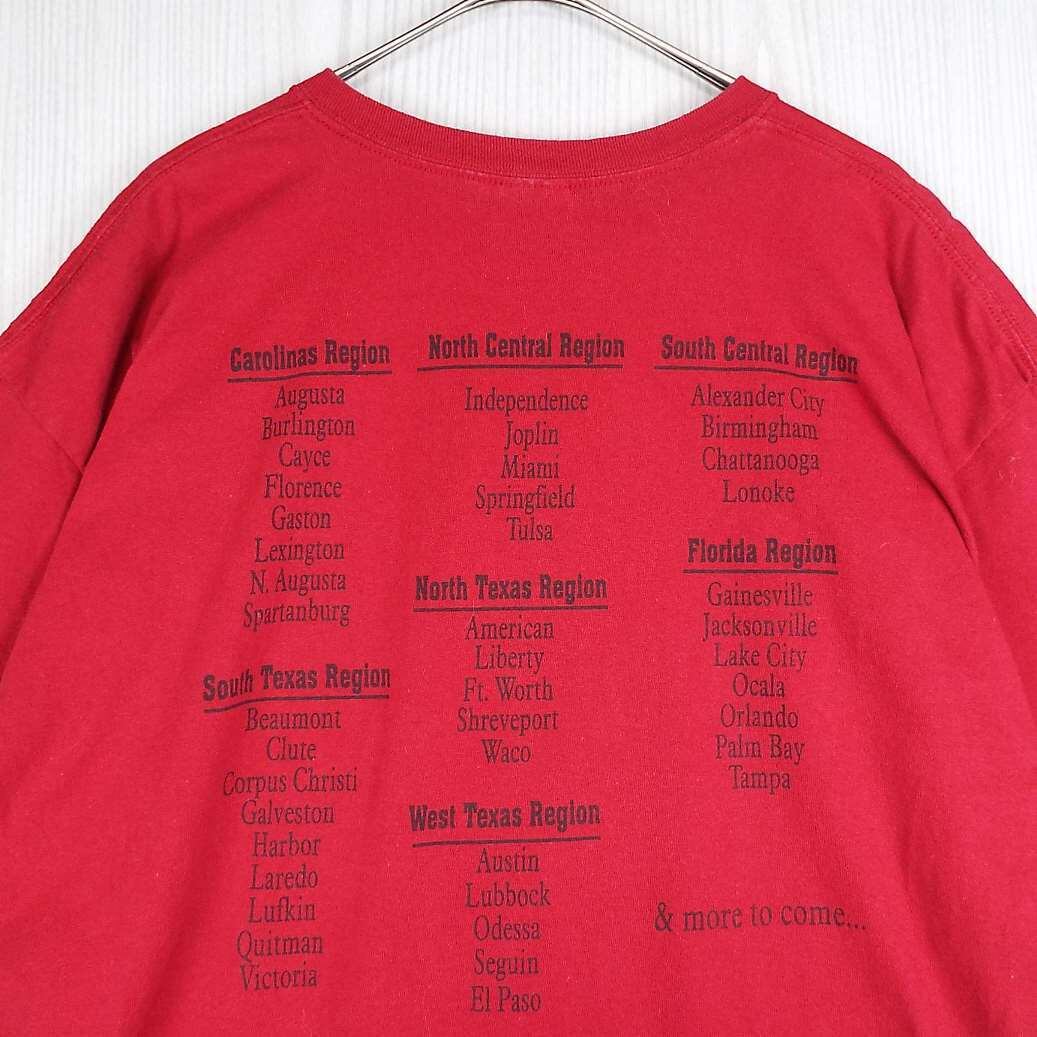 Carolinas Region
Augusta
Burlington
Cayce
Florence
Gaston
Lexington
N. Augusta
Spartanburg
South Texas Region
Beaumont
Clute
Corpus Christi
Galveston
Harbor
Laredo
Lufkin
Quitman
Victoria
North Central Region
Independence
Joplin
Miami
Springfield
Tulsa
North Texas Region
American
Liberty
Ft. Worth
Shreveport
Waco
West Texas Region
Austin
Lubbock
Odessa
Seguin
El Paso
South Central Region
Alexander City
Birmingham
Chattanooga
Lonoke
Florida Region
Gainesville
Jacksonville
Lake City
Ocala
Orlando
Palm Bay
Tampa
& more to come...